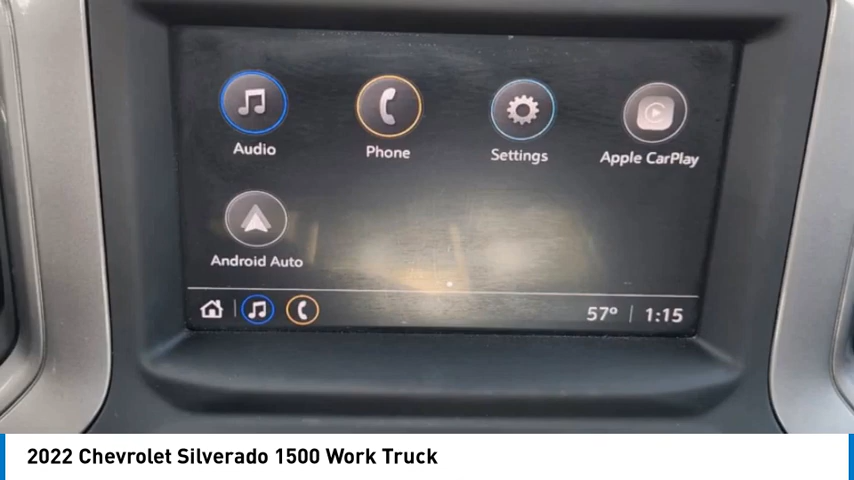 Audio
Phone
Settings
Apple CarPlay
Android Auto
57° | 1:15
2022 Chevrolet Silverado 1500 Work Truck